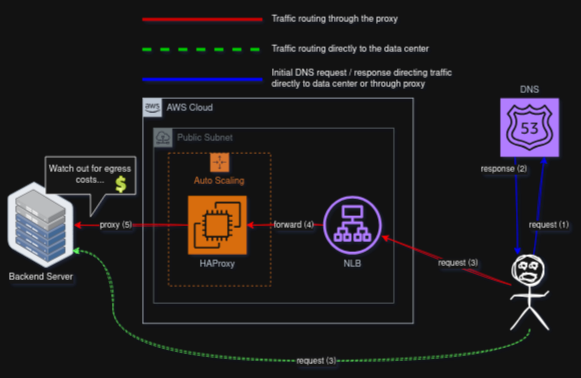 Traffic routing through the proxy
Traffic routing directly to the data center
Initial DNS request / response directing traffic
directly to data center or through proxy
DNS
aws
AWS Cloud
53
Public Subnet
Watch out for egress
costs... $
Auto Scaling
response (2)
request (1)
proxy (5)
forward (4)
request (3)
Backend Server
HAProxy
NLB
request (3)